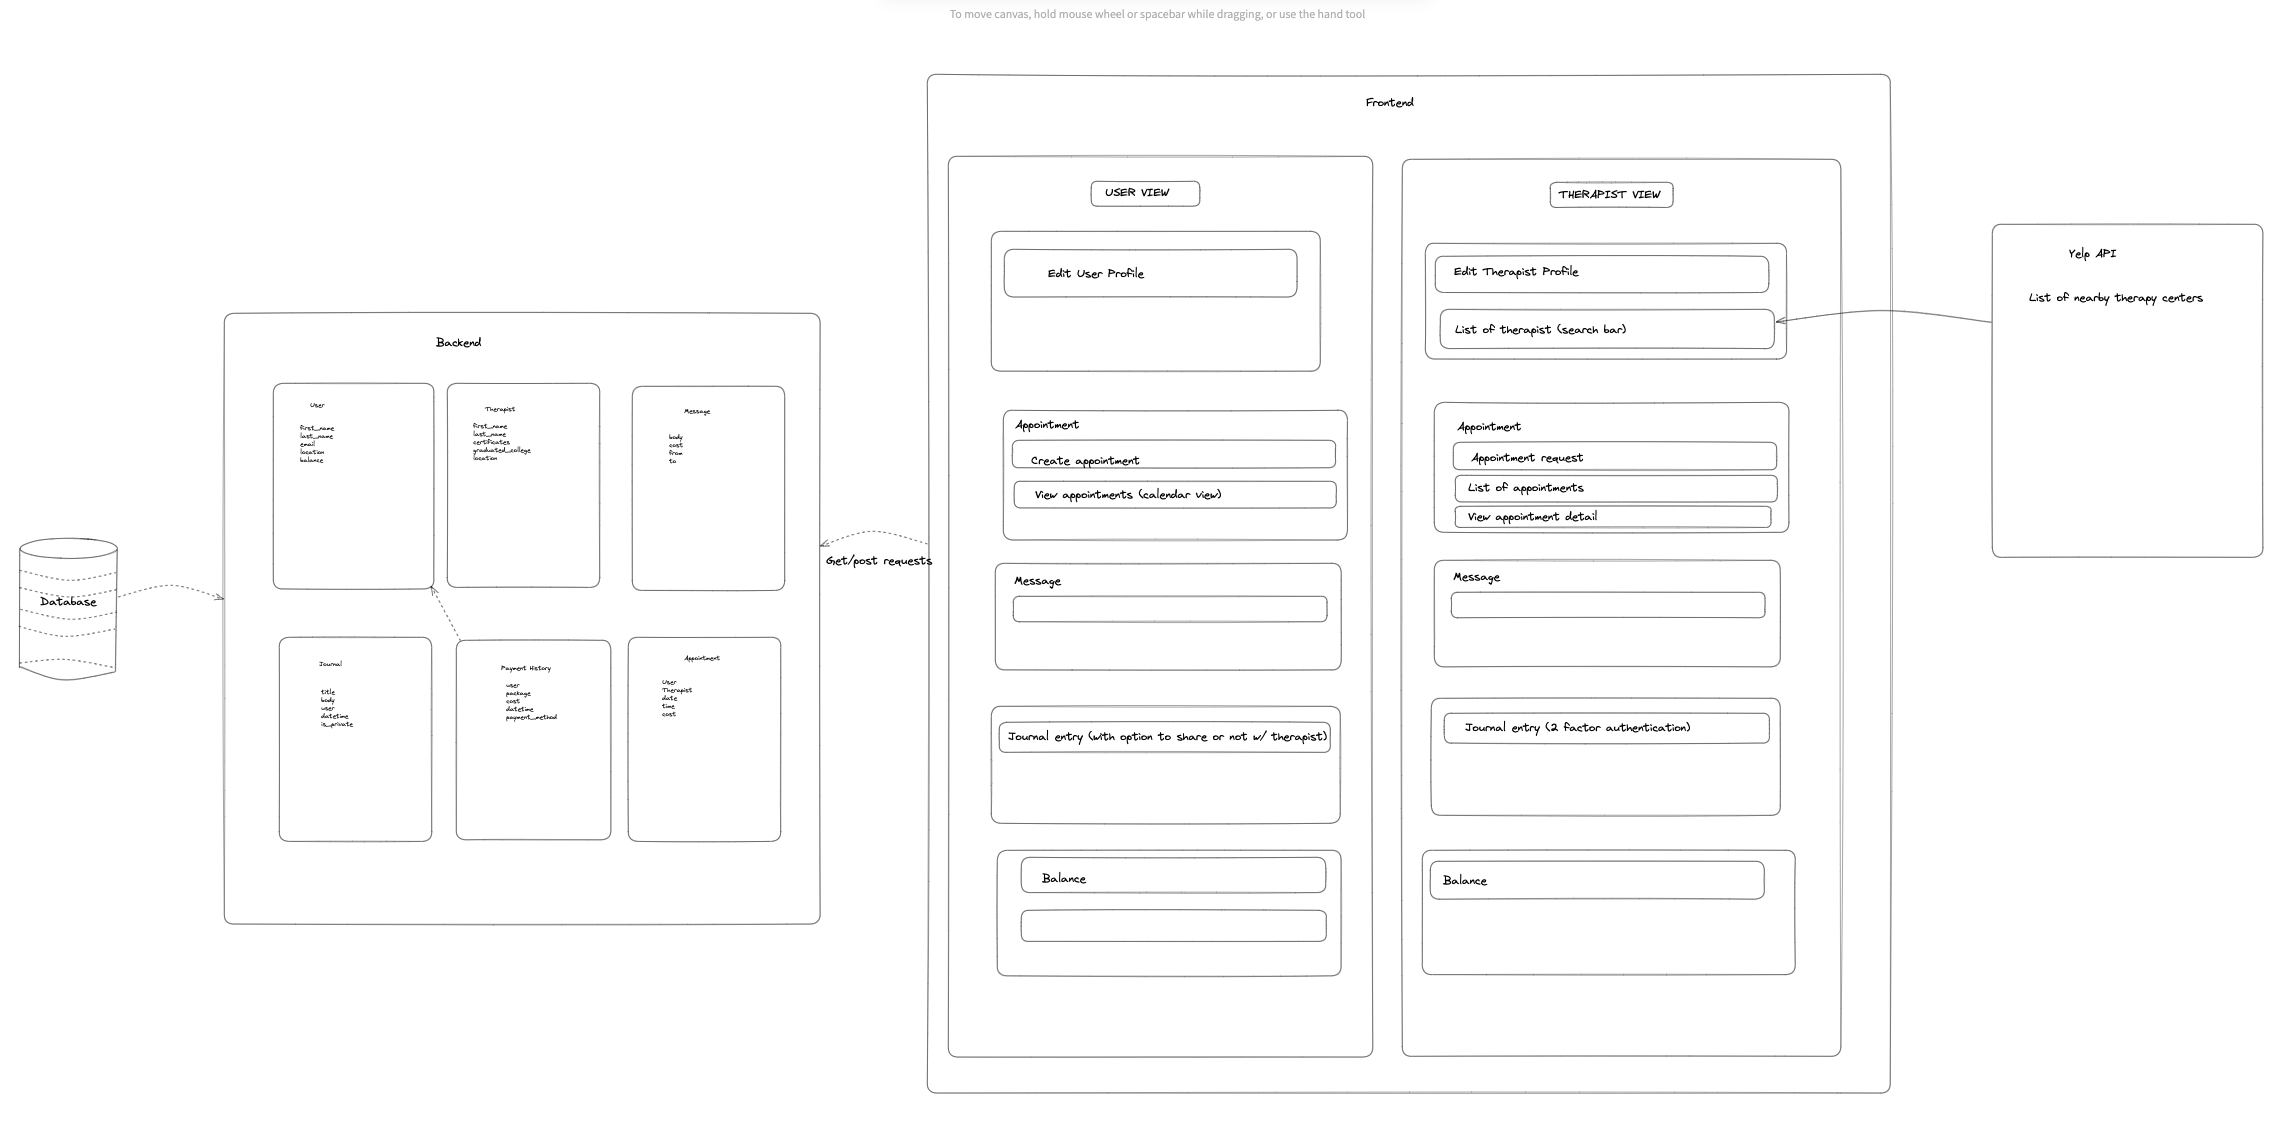 To move canvas, hold mouse wheel or spacebar while dragging, or use the hand tool
Database
Backend
User
first_name
last_name
email
location
balance
Therapist
first_name
last_name
certificates
graduated_college
location
Message
body
cost
from
to
Journal
title
body
user
datetime
is_private
Payment History
user
package
cost
datetime
payment_method
Appointment
User
Therapist
date
time
cost
Get/post requests
Frontend
USER VIEW
Edit User Profile
Appointment
Create appointment
View appointments (calendar view)
Message
Journal entry (with option to share or not w/ therapist)
Balance
THERAPIST VIEW
Edit Therapist Profile
List of therapist (search bar)
Appointment
Appointment request
List of appointments
View appointment detail
Message
Journal entry (2 factor authentication)
Balance
Yelp API
List of nearby therapy centers